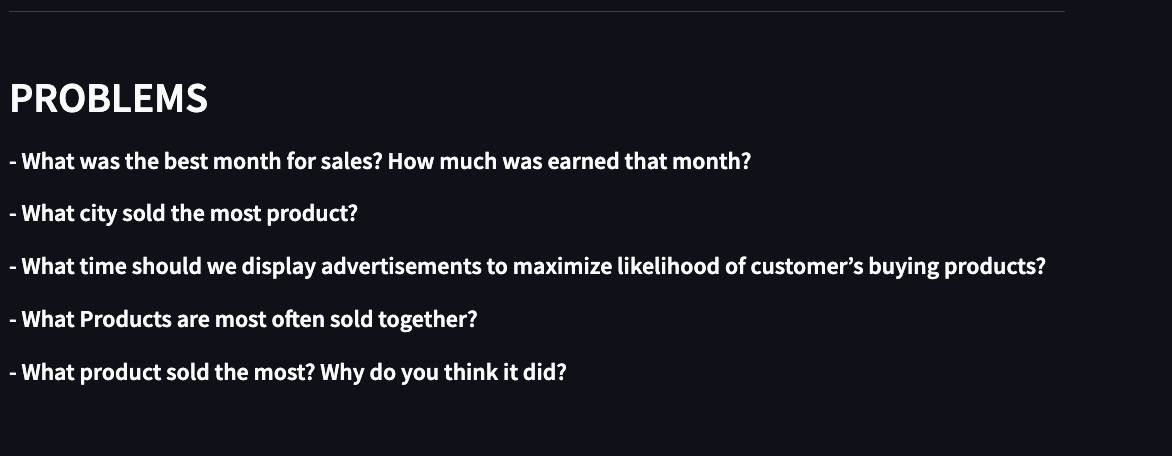 PROBLEMS
- What was the best month for sales? How much was earned that month?
- What city sold the most product?
- What time should we display advertisements to maximize likelihood of customer’s buying products?
- What Products are most often sold together?
- What product sold the most? Why do you think it did?